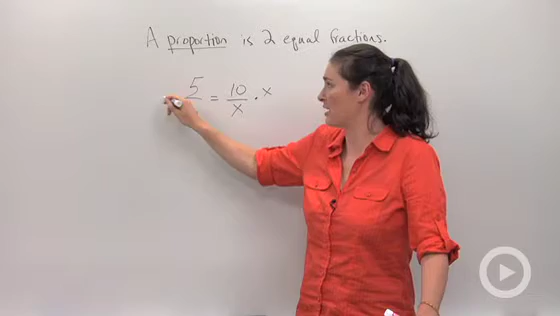 A proportion is 2 equal fractions.
5 = 10/x · x